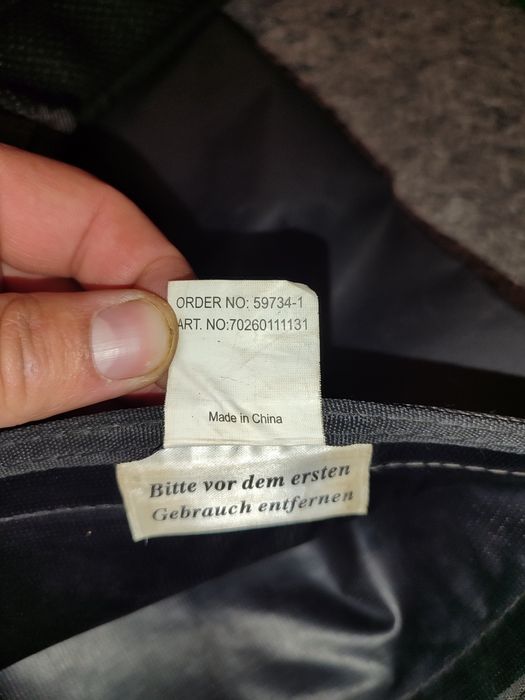 ORDER NO: 59734-1
ART. NO:70260111131
Made in China
Bitte vor dem ersten
Gebrauch entfernen